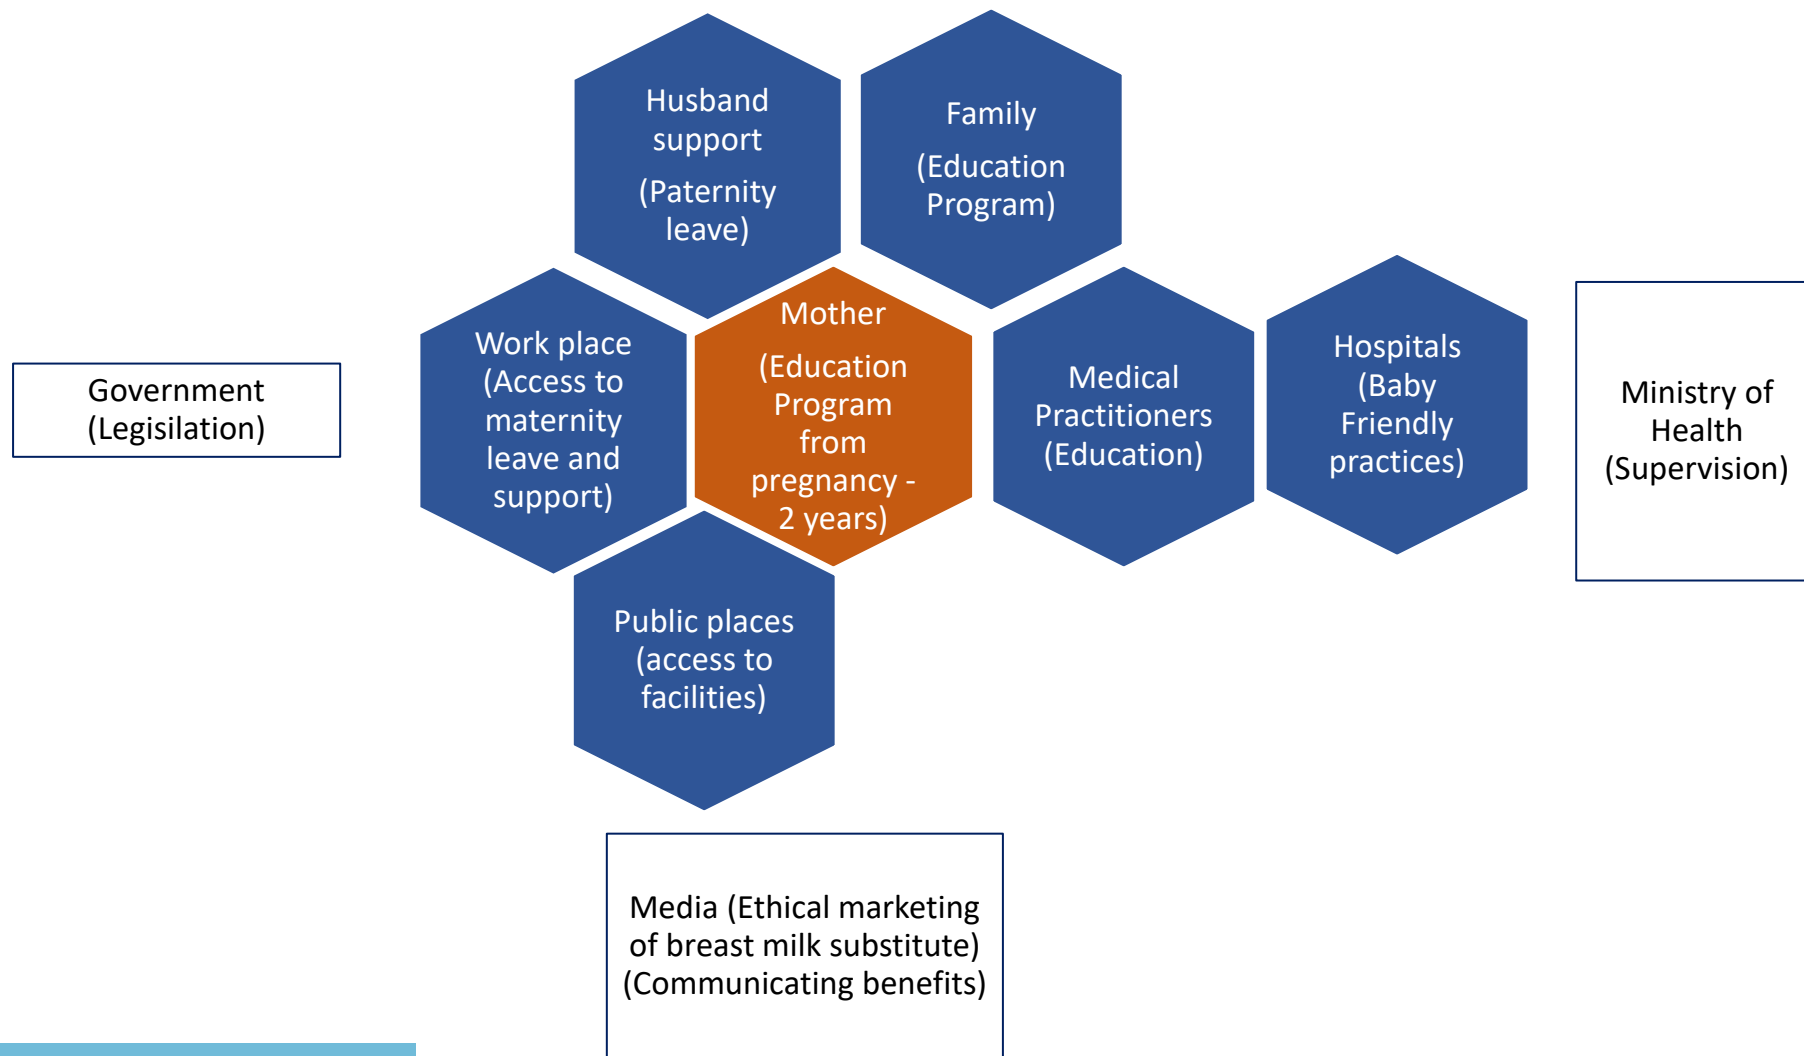 Husband
support
(Paternity
leave)
Family
(Education
Program)
Government
(Legisilation)
Work place
(Access to
maternity
leave and
support)
Mother
(Education
Program
from
pregnancy -
2 years)
Medical
Practitioners
(Education)
Hospitals
(Baby
Friendly
practices)
Ministry of
Health
(Supervision)
Public places
(access to
facilities)
Media (Ethical marketing
of breast milk substitute)
(Communicating benefits)